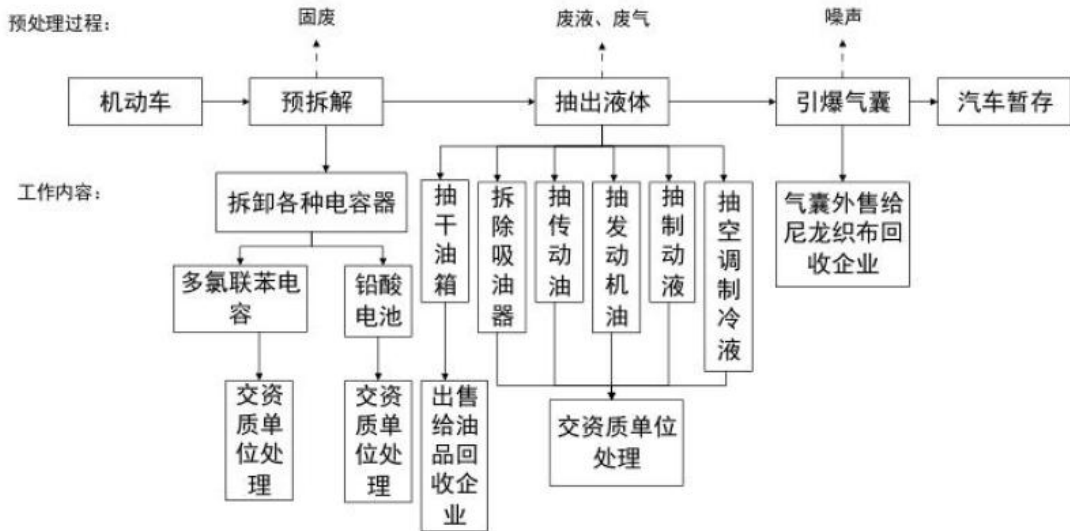 预处理过程：
固废
废液、废气
噪声
机动车
预拆解
抽出液体
引爆气囊
汽车暂存
工作内容：
拆卸各种电容器
抽干油箱
拆除吸油器
抽传动油
抽发动机油
抽制动液
抽空调制冷液
气囊外售给
尼龙织布回
收企业
多氯联苯电
容
铅酸
电池
交资
质单
位处
理
交资
质单
位处
理
出售
给油
品回
收企
业
交资质单位
处理